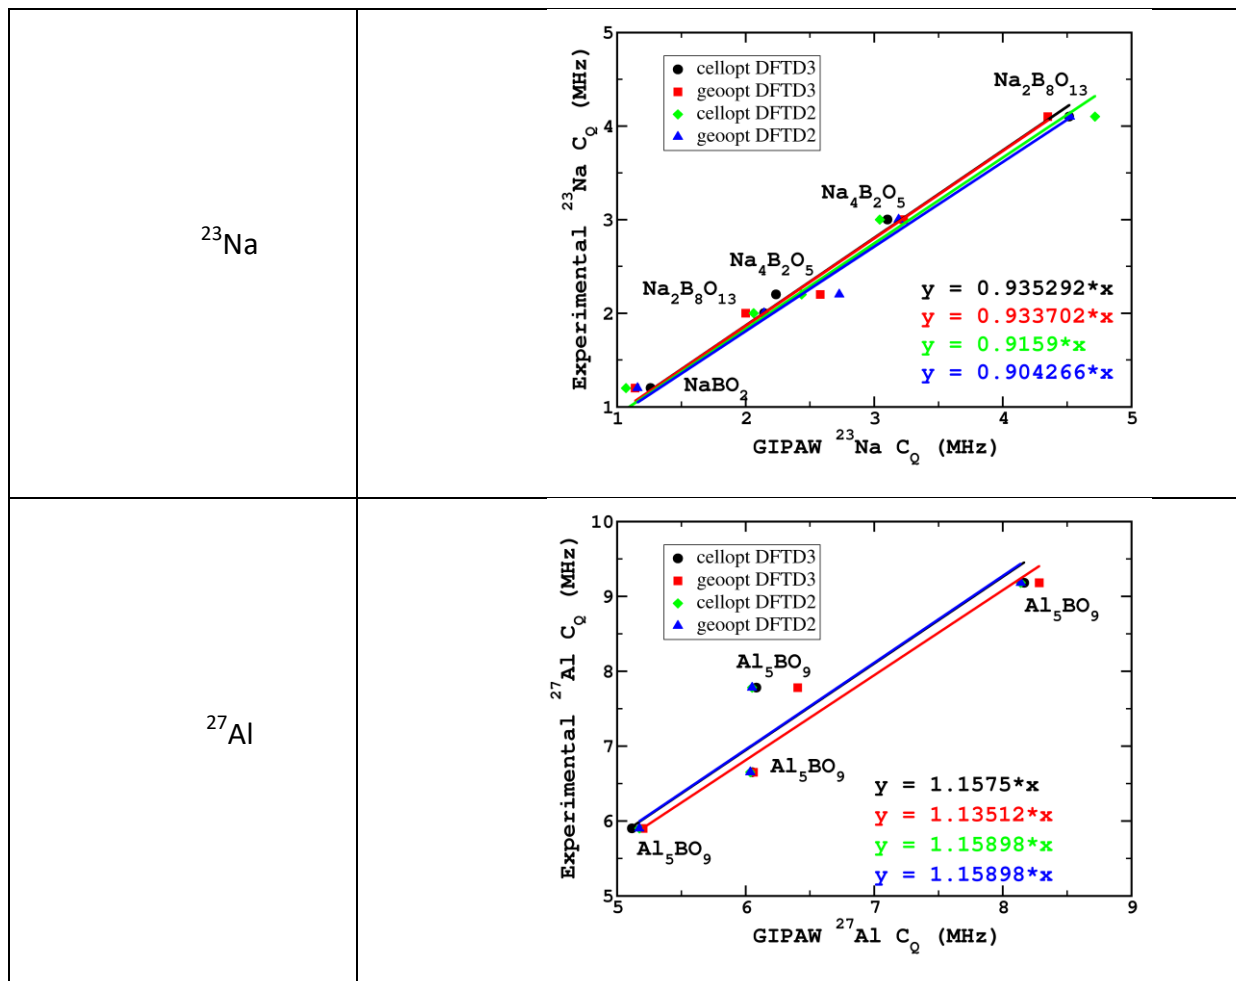 ²³Na
5
4
3
2
1
Experimental ²³Na C_Q (MHz)
cellopt DFTD3
geoopt DFTD3
cellopt DFTD2
geoopt DFTD2
Na₂B₈O₁₃
Na₄B₂O₅
Na₄B₂O₅
Na₂B₈O₁₃
NaBO₂
y = 0.935292*x
y = 0.933702*x
y = 0.9159*x
y = 0.904266*x
1 2 3 4 5
GIPAW ²³Na C_Q (MHz)
²⁷Al
10
9
8
7
6
5
Experimental ²⁷Al C_Q (MHz)
cellopt DFTD3
geoopt DFTD3
cellopt DFTD2
geoopt DFTD2
Al₅BO₉
Al₅BO₉
Al₅BO₉
Al₅BO₉
y = 1.1575*x
y = 1.13512*x
y = 1.15898*x
y = 1.15898*x
5 6 7 8 9
GIPAW ²⁷Al C_Q (MHz)